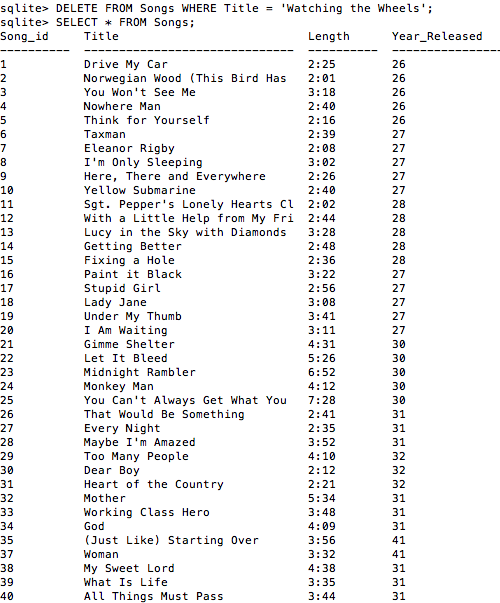 sqlite> DELETE FROM Songs WHERE Title = 'Watching the Wheels';
sqlite> SELECT * FROM Songs;
Song_id     Title                           Length      Year_Released
----------  ------------------------------  ----------  -------------
1           Drive My Car                    2:25        26
2           Norwegian Wood (This Bird Has   2:01        26
3           You Won't See Me                3:18        26
4           Nowhere Man                     2:40        26
5           Think for Yourself              2:16        26
6           Taxman                          2:39        27
7           Eleanor Rigby                   2:08        27
8           I'm Only Sleeping               3:02        27
9           Here, There and Everywhere      2:26        27
10          Yellow Submarine                2:40        27
11          Sgt. Pepper's Lonely Hearts Cl  2:02        28
12          With a Little Help from My Fri  2:44        28
13          Lucy in the Sky with Diamonds   3:28        28
14          Getting Better                  2:48        28
15          Fixing a Hole                   2:36        28
16          Paint it Black                  3:22        27
17          Stupid Girl                     2:56        27
18          Lady Jane                       3:08        27
19          Under My Thumb                  3:41        27
20          I Am Waiting                    3:11        27
21          Gimme Shelter                   4:31        30
22          Let It Bleed                    5:26        30
23          Midnight Rambler                6:52        30
24          Monkey Man                      4:12        30
25          You Can't Always Get What You   7:28        30
26          That Would Be Something         2:41        31
27          Every Night                     2:35        31
28          Maybe I'm Amazed                3:52        31
29          Too Many People                 4:10        32
30          Dear Boy                        2:12        32
31          Heart of the Country            2:21        32
32          Mother                          5:34        31
33          Working Class Hero              3:48        31
34          God                             4:09        31
35          (Just Like) Starting Over       3:56        41
37          Woman                           3:32        41
38          My Sweet Lord                   4:38        31
39          What Is Life                    3:35        31
40          All Things Must Pass            3:44        31